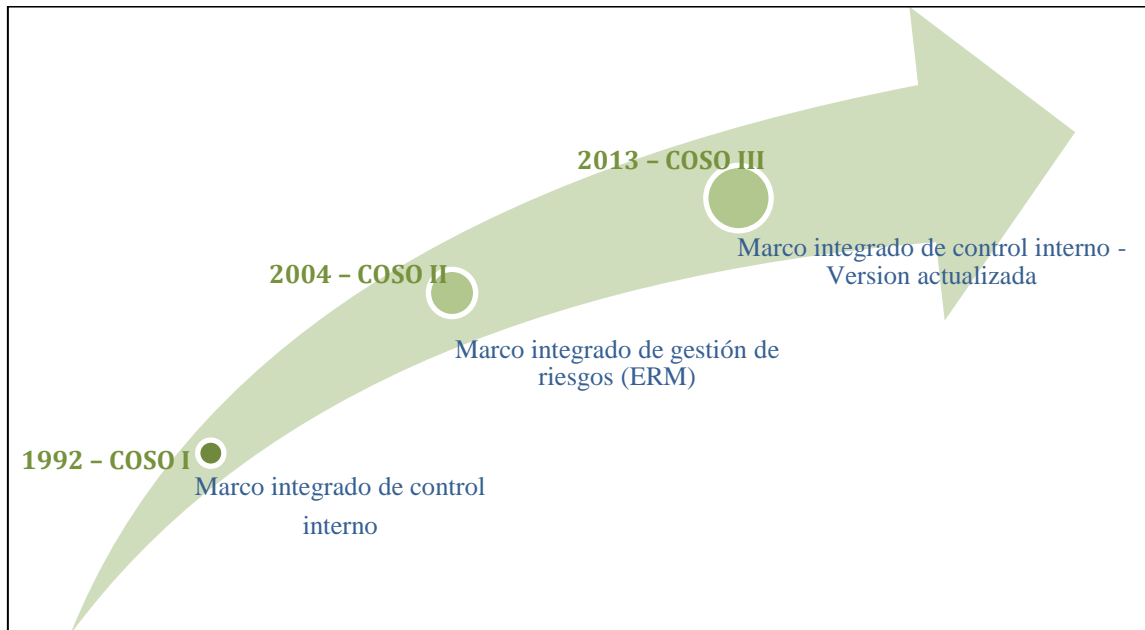 2013 – COSO III
Marco integrado de control interno -
Version actualizada
2004 – COSO II
Marco integrado de gestión de
riesgos (ERM)
1992 – COSO I
Marco integrado de control
interno